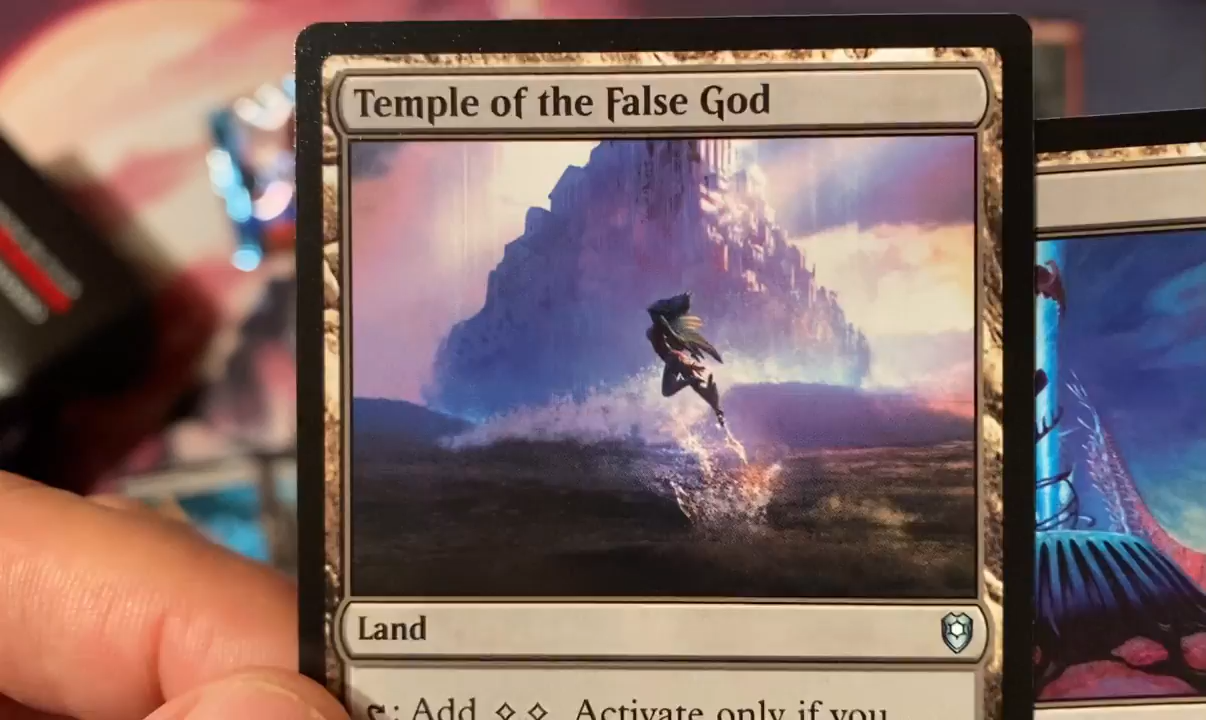 Temple of the False God
Land
: Add ◇◇. Activate only if you